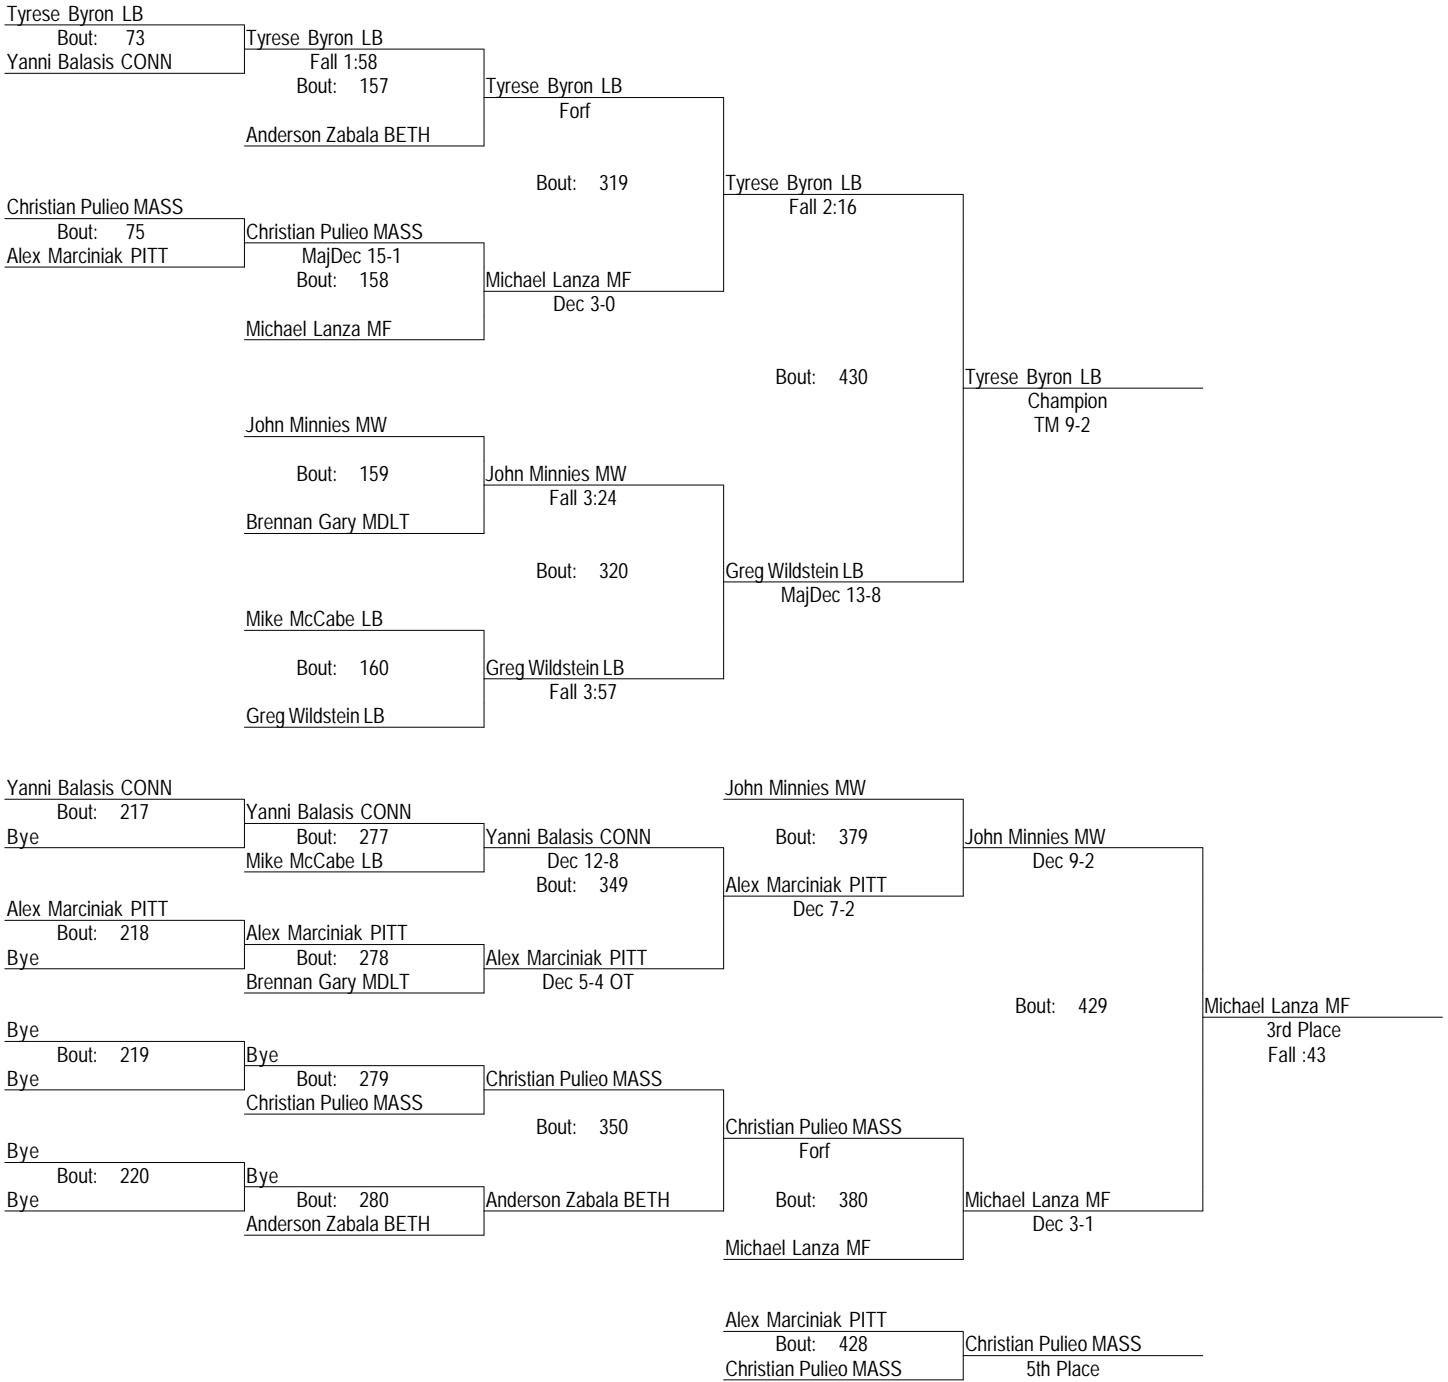 Tyrese Byron LB
Bout: 73
Tyrese Byron LB
Yanni Balasis CONN
Fall 1:58
Bout: 157
Tyrese Byron LB
Forf
Anderson Zabala BETH
Bout: 319
Tyrese Byron LB
Christian Pulieo MASS
Fall 2:16
Bout: 75
Christian Pulieo MASS
Alex Marciniak PITT
MajDec 15-1
Bout: 158
Michael Lanza MF
Dec 3-0
Michael Lanza MF
Bout: 430
Tyrese Byron LB
Champion
TM 9-2
John Minnies MW
Bout: 159
John Minnies MW
Fall 3:24
Brennan Gary MDLT
Bout: 320
Greg Wildstein LB
MajDec 13-8
Mike McCabe LB
Bout: 160
Greg Wildstein LB
Fall 3:57
Greg Wildstein LB
Yanni Balasis CONN
John Minnies MW
Bout: 217
Yanni Balasis CONN
Bye
Bout: 277
Yanni Balasis CONN
Bout: 379
John Minnies MW
Mike McCabe LB
Dec 12-8
Dec 9-2
Bout: 349
Alex Marciniak PITT
Alex Marciniak PITT
Dec 7-2
Bout: 218
Alex Marciniak PITT
Bye
Bout: 278
Alex Marciniak PITT
Brennan Gary MDLT
Dec 5-4 OT
Bout: 429
Michael Lanza MF
Bye
3rd Place
Bout: 219
Bye
Fall :43
Bye
Bout: 279
Christian Pulieo MASS
Christian Pulieo MASS
Bout: 350
Christian Pulieo MASS
Bye
Forf
Bout: 220
Bye
Bye
Bout: 280
Anderson Zabala BETH
Bout: 380
Michael Lanza MF
Anderson Zabala BETH
Dec 3-1
Michael Lanza MF
Alex Marciniak PITT
Bout: 428
Christian Pulieo MASS
Christian Pulieo MASS
5th Place